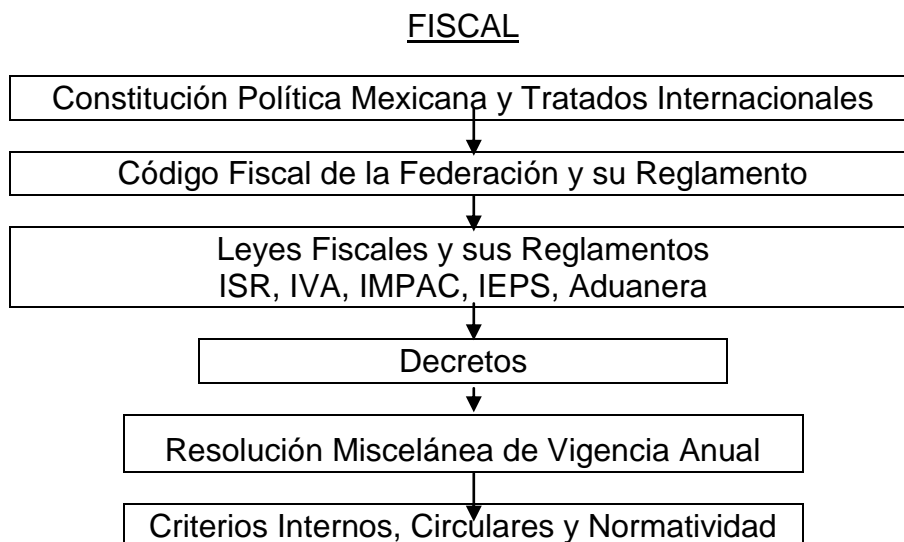 FISCAL
Constitución Política Mexicana y Tratados Internacionales
Código Fiscal de la Federación y su Reglamento
Leyes Fiscales y sus Reglamentos
ISR, IVA, IMPAC, IEPS, Aduanera
Decretos
Resolución Miscelánea de Vigencia Anual
Criterios Internos, Circulares y Normatividad